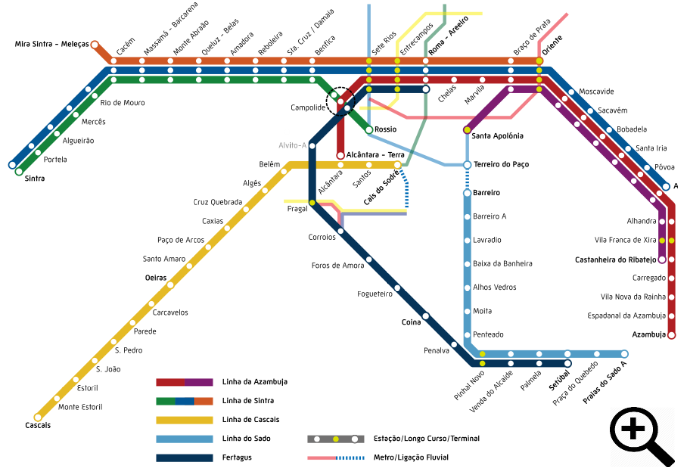 Massamá - Barcarena
Sta. Cruz / Damaia
Queluz - Belas
Monte Abraão
Cacém
Amadora
Reboleira
Benfica
Sete Rios
Entrecampos
Roma - Areeiro
Braço de Prata
Oriente
Mira Sintra - Meleças
Rio de Mouro
Mercês
Algueirão
Portela
Sintra
Campolide
Chelas
Marvila
Moscavide
Sacavém
Bobadela
Santa Iria
Póvoa
A
Rossio
Santa Apolónia
Alvito-A
Alcântara - Terra
Belém
Alcântara
Santos
Cais do Sodré
Terreiro do Paço
Algés
Cruz Quebrada
Caxias
Paço de Arcos
Santo Amaro
Oeiras
Carcavelos
Parede
S. Pedro
S. João
Estoril
Monte Estoril
Cascais
Fragal
Corroios
Foros de Amora
Fogueteiro
Coina
Penalva
Barreiro
Barreiro A
Lavradio
Baixa da Banheira
Alhos Vedros
Moita
Penteado
Alhandra
Vila Franca de Xira
Castanheira do Ribatejo
Carregado
Vila Nova da Rainha
Espadanal da Azambuja
Azambuja
Pinhal Novo
Venda do Alcaide
Palmela
Setúbal
Praça do Quebedo
Praias do Sado A
Linha da Azambuja
Linha de Sintra
Linha de Cascais
Linha do Sado
Fertagus
Estação/Longo Curso/Terminal
Metro/Ligação Fluvial